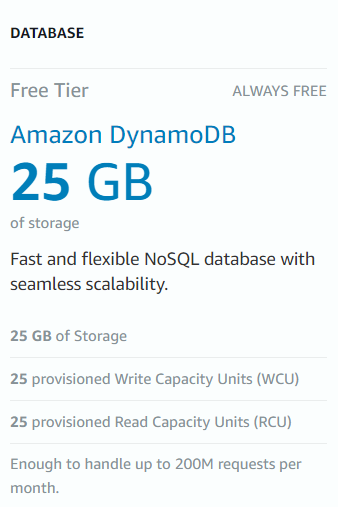 DATABASE
Free Tier ALWAYS FREE
Amazon DynamoDB
25 GB
of storage
Fast and flexible NoSQL database with
seamless scalability.
25 GB of Storage
25 provisioned Write Capacity Units (WCU)
25 provisioned Read Capacity Units (RCU)
Enough to handle up to 200M requests per
month.